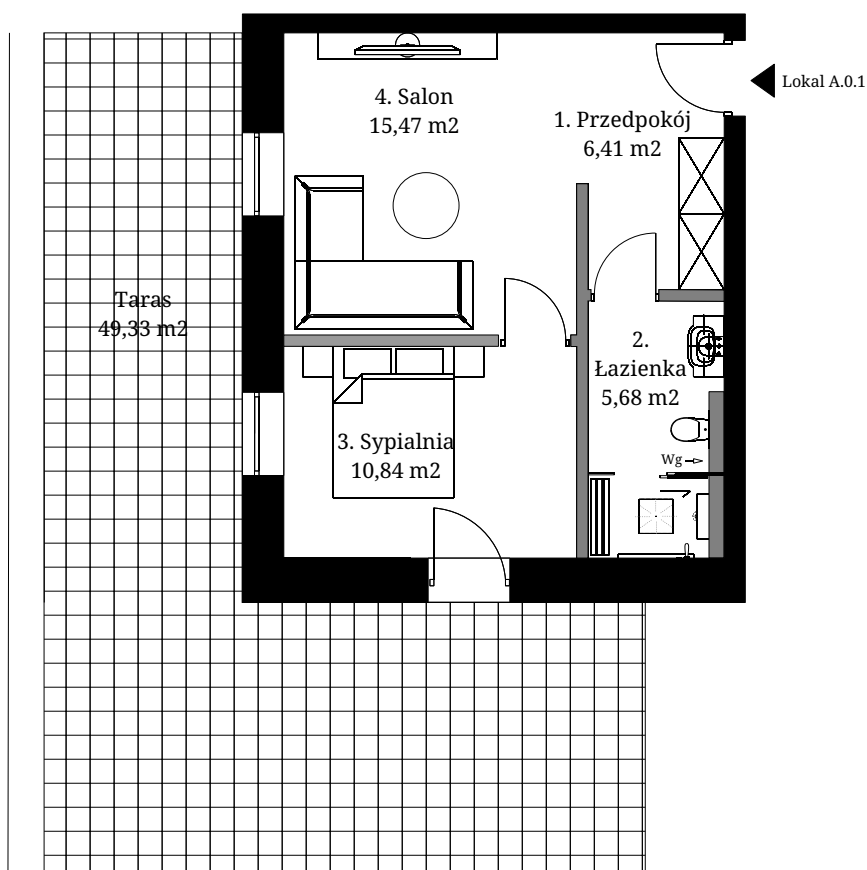 Lokal A.0.1
4. Salon
15,47 m2
1. Przedpokój
6,41 m2
Taras
49,33 m2
2.
Łazienka
5,68 m2
3. Sypialnia
10,84 m2
Wg